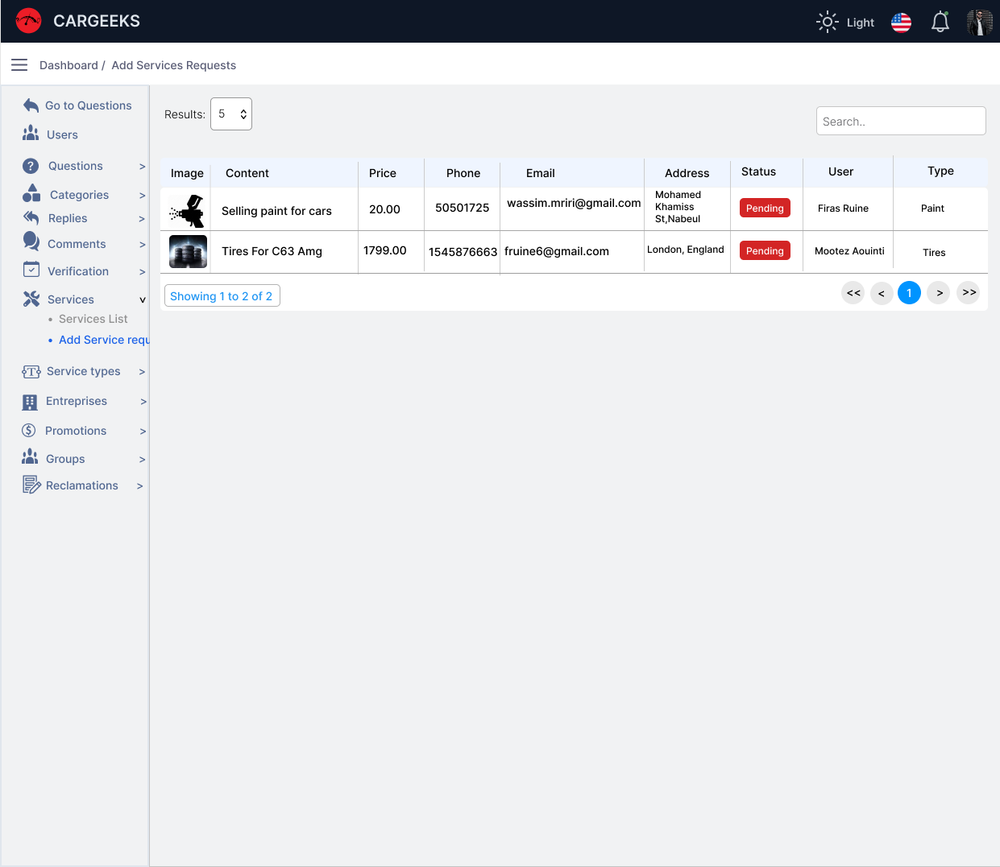 CARGEEKS
Light
Dashboard / Add Services Requests
Go to Questions
Users
Questions >
Categories >
Replies >
Comments >
Verification >
Services v
• Services List
• Add Service requ
Service types >
Entreprises >
Promotions >
Groups >
Reclamations >
Results: 5
Search..
Image Content Price Phone Email Address Status User Type
Selling paint for cars 20.00 50501725 wassim.mriri@gmail.com Mohamed
Khamiss
St,Nabeul
Pending Firas Ruine Paint
Tires For C63 Amg 1799.00 1545876663 fruine6@gmail.com London, England Pending Mootez Aouinti Tires
Showing 1 to 2 of 2
<< < 1 > >>